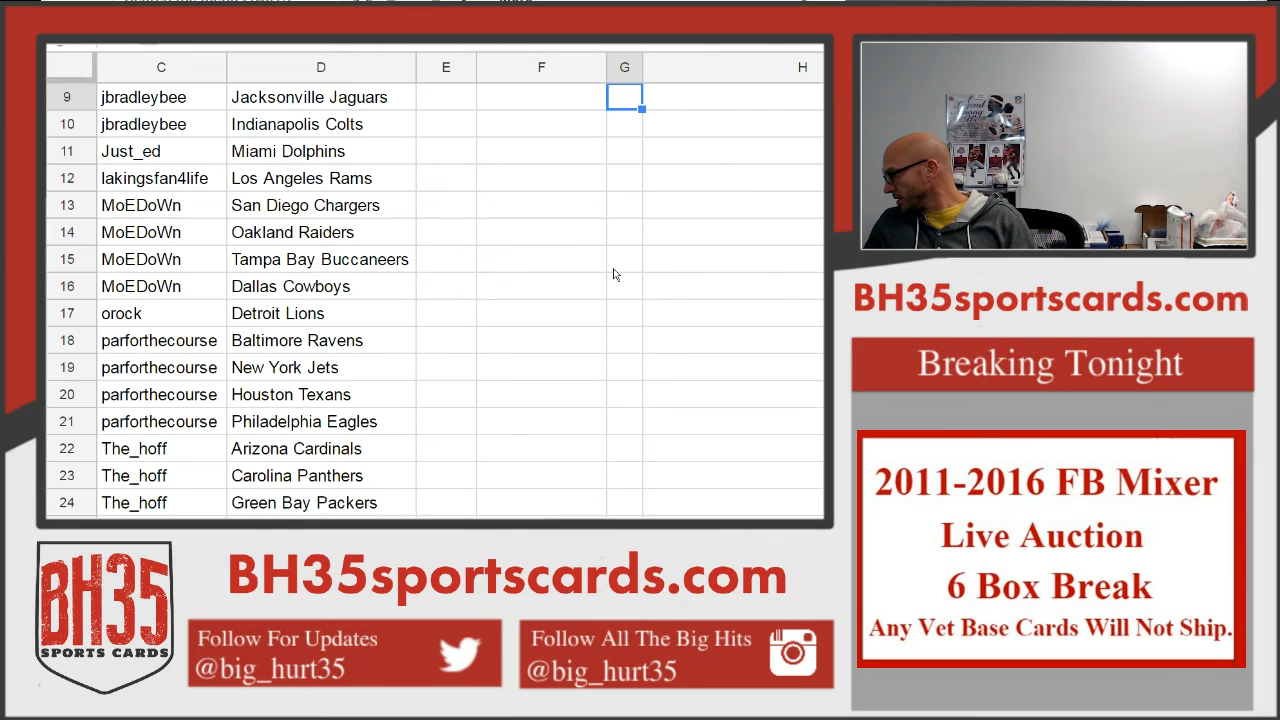 C D E F G H
9 jbradleybee Jacksonville Jaguars
10 jbradleybee Indianapolis Colts
11 Just_ed Miami Dolphins
12 lakingsfan4life Los Angeles Rams
13 MoEDoWn San Diego Chargers
14 MoEDoWn Oakland Raiders
15 MoEDoWn Tampa Bay Buccaneers
16 MoEDoWn Dallas Cowboys
17 orock Detroit Lions
18 parforthecourse Baltimore Ravens
19 parforthecourse New York Jets
20 parforthecourse Houston Texans
21 parforthecourse Philadelphia Eagles
22 The_hoff Arizona Cardinals
23 The_hoff Carolina Panthers
24 The_hoff Green Bay Packers
BH35sportscards.com
Breaking Tonight
2011-2016 FB Mixer
Live Auction
6 Box Break
Any Vet Base Cards Will Not Ship.
BH35
SPORTS CARDS
BH35sportscards.com
Follow For Updates
@big_hurt35
Follow All The Big Hits
@big_hurt35